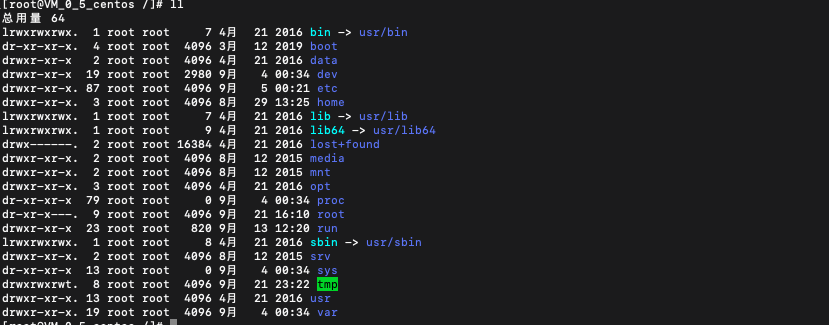 [root@VM_0_5_centos /]# ll
总用量 64
lrwxrwxrwx.  1 root root     7 4月  21 2016 bin -> usr/bin
dr-xr-xr-x.  4 root root  4096 3月  12 2019 boot
drwxr-xr-x   2 root root  4096 4月  21 2016 data
drwxr-xr-x  19 root root  2980 9月   4 00:34 dev
drwxr-xr-x. 87 root root  4096 9月   5 00:21 etc
drwxr-xr-x.  3 root root  4096 8月  29 13:25 home
lrwxrwxrwx.  1 root root     7 4月  21 2016 lib -> usr/lib
lrwxrwxrwx.  1 root root     9 4月  21 2016 lib64 -> usr/lib64
drwx------.  2 root root 16384 4月  21 2016 lost+found
drwxr-xr-x.  2 root root  4096 8月  12 2015 media
drwxr-xr-x.  2 root root  4096 8月  12 2015 mnt
drwxr-xr-x.  3 root root  4096 4月  21 2016 opt
dr-xr-xr-x  79 root root     0 9月   4 00:34 proc
dr-xr-x---.  9 root root  4096 9月  21 16:10 root
drwxr-xr-x  23 root root   820 9月  13 12:20 run
lrwxrwxrwx.  1 root root     8 4月  21 2016 sbin -> usr/sbin
drwxr-xr-x.  2 root root  4096 8月  12 2015 srv
dr-xr-xr-x  13 root root     0 9月   4 00:34 sys
drwxrwxrwt.  8 root root  4096 9月  21 23:22 tmp
drwxr-xr-x. 13 root root  4096 4月  21 2016 usr
drwxr-xr-x. 19 root root  4096 9月   4 00:34 var
[root@VM_0_5_centos /]#